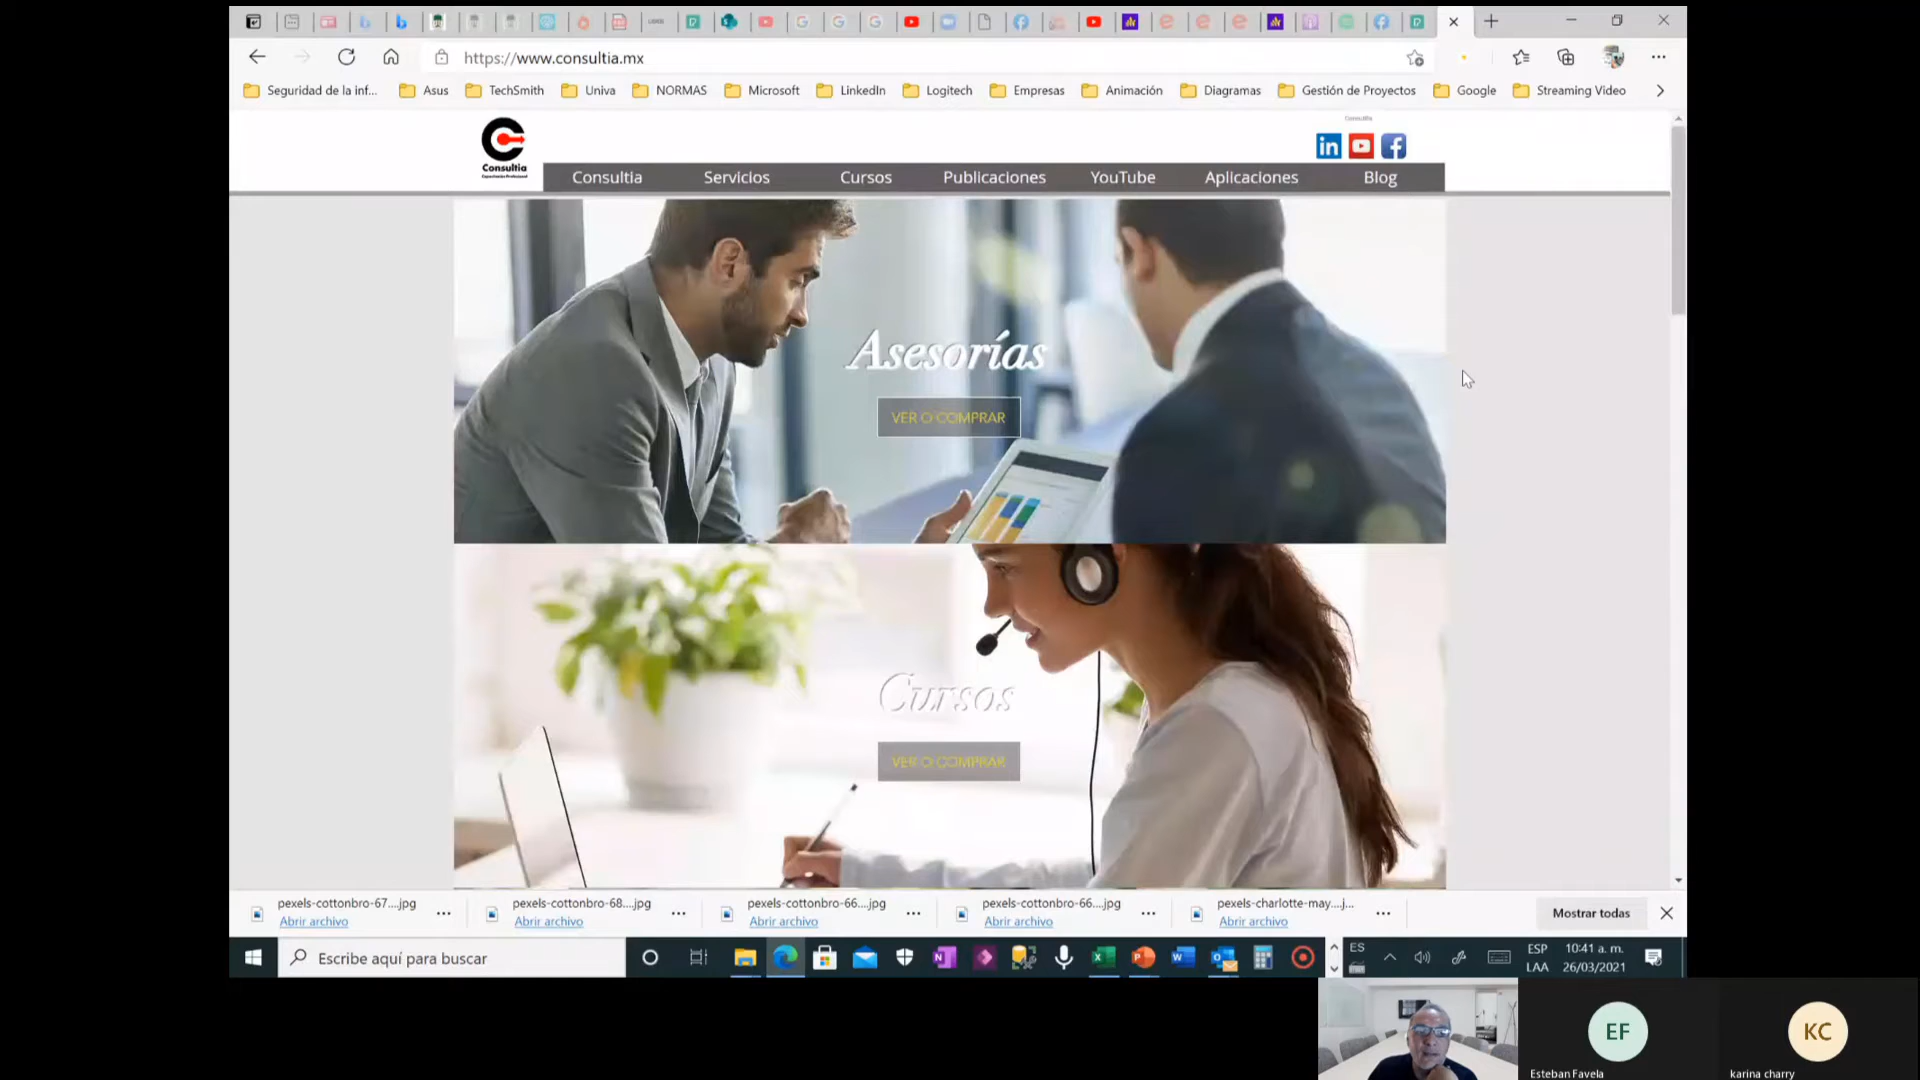 https://www.consultia.mx
Seguridad de la inf...
Asus
TechSmith
Univa
NORMAS
Microsoft
LinkedIn
Logitech
Empresas
Animación
Diagramas
Gestión de Proyectos
Google
Streaming Video
Consultia
Consultia
Consultia
Servicios
Cursos
Publicaciones
YouTube
Aplicaciones
Blog
Asesorías
VER O COMPRAR
Cursos
VER O COMPRAR
pexels-cottonbro-67....jpg
Abrir archivo
pexels-cottonbro-68....jpg
Abrir archivo
pexels-cottonbro-66....jpg
Abrir archivo
pexels-cottonbro-66....jpg
Abrir archivo
pexels-charlotte-may....j...
Abrir archivo
Mostrar todas
Escribe aquí para buscar
ES
ESP
LAA
10:41 a. m.
26/03/2021
EF
Esteban Favela
KC
karina charry